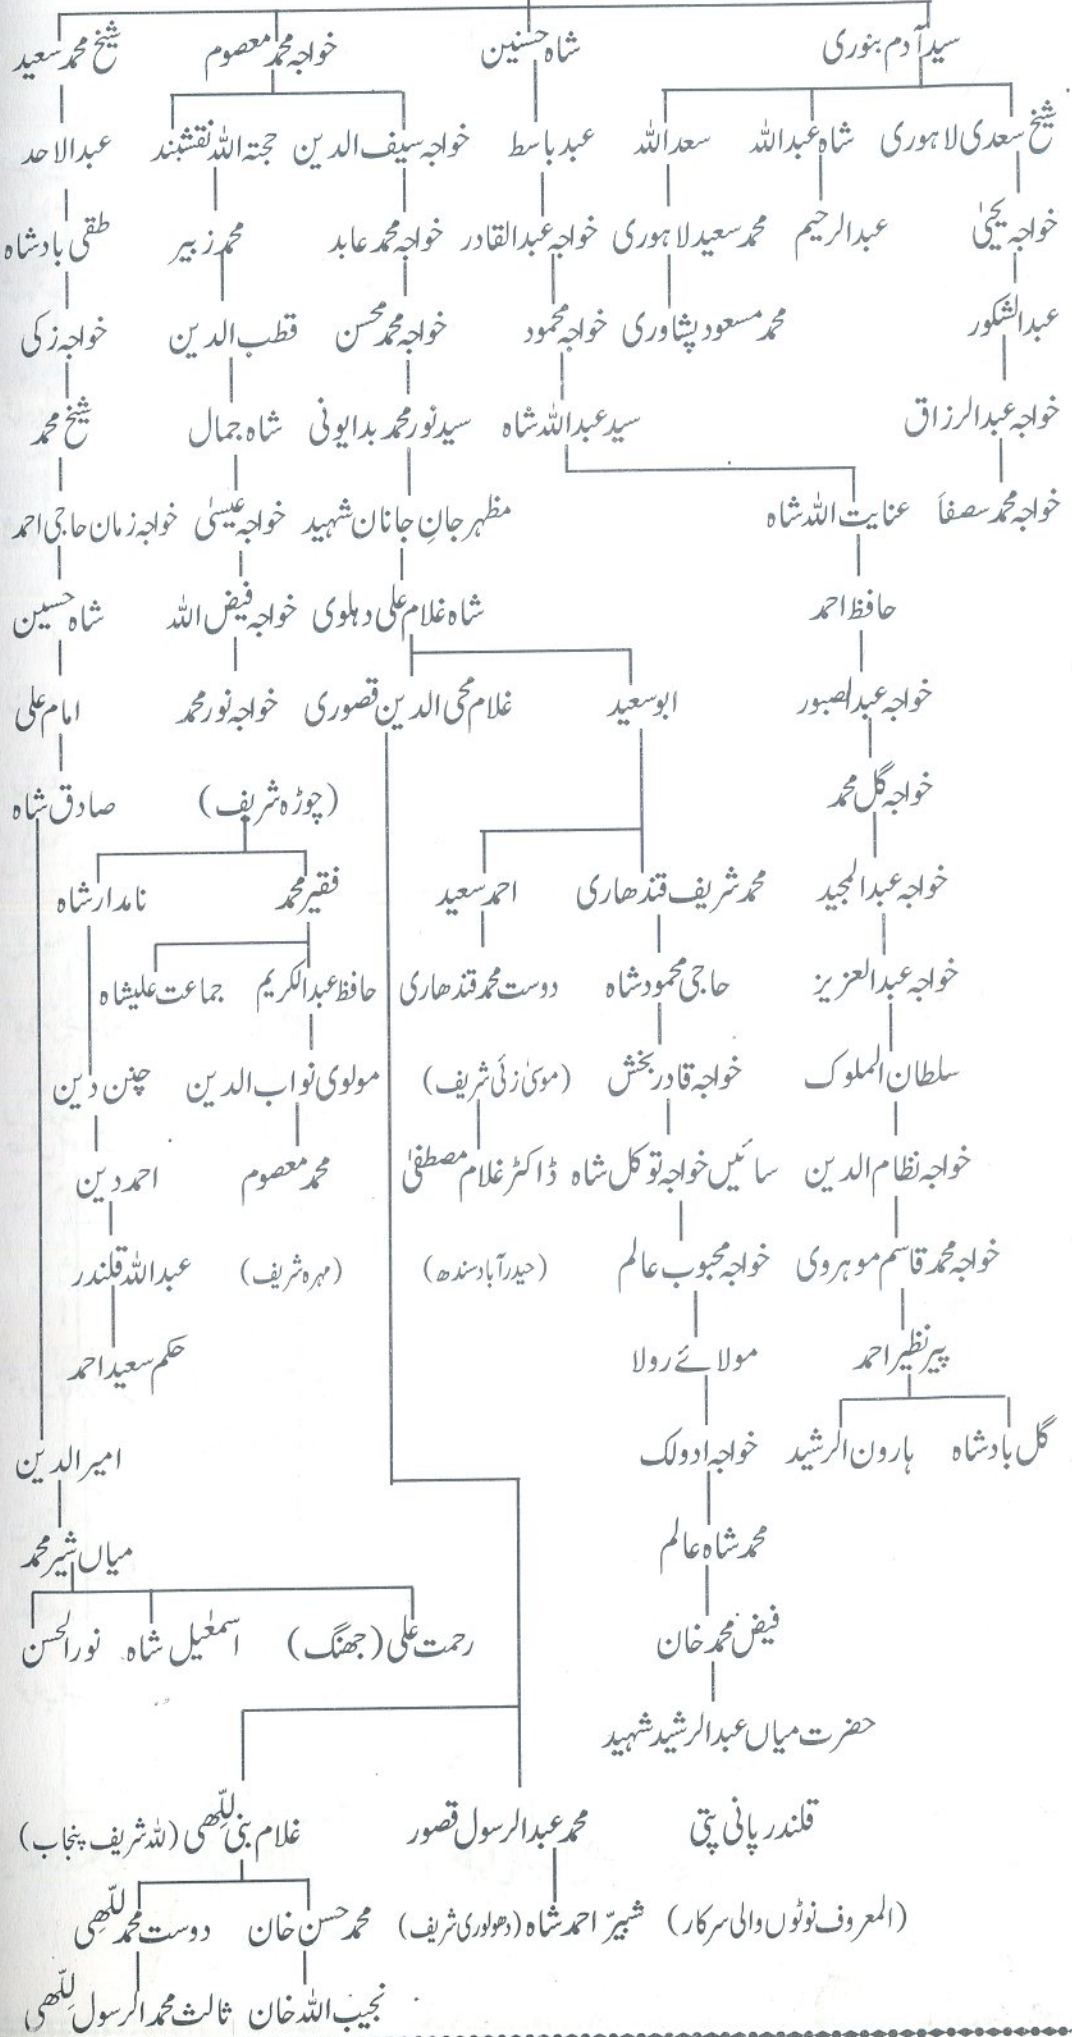 سید آدم بنوری شاہ حسنین خواجہ محمد معصوم شیخ محمد سعید
شیخ سعدی لاہوری شاہ عبداللہ سعد اللہ عبد باسط خواجہ سیف الدین حجتہ اللہ نقشبند عبدالاحد
خواجہ یحییٰ عبدالرحیم محمد سعید لاہوری خواجہ عبدالقادر خواجہ محمد عابد محمد زبیر طقی بادشاہ
عبدالشکور محمد مسعود پشاوری خواجہ محمود خواجہ محمد محسن قطب الدین خواجہ زکی
خواجہ عبدالرزاق سید عبداللہ شاہ سید نور محمد بدایونی شاہ جمال شیخ محمد
خواجہ محمد سصفاَ عنایت اللہ شاہ مظہر جانِ جانان شہید خواجہ عیسیٰ خواجہ زمان حاجی احمد
حافظ احمد شاہ غلام علی دہلوی خواجہ فیض اللہ شاہ حسین
خواجہ عبدالصبور ابو سعید غلام محی الدین قصوری خواجہ نور محمد امام علی
خواجہ گل محمد (چورہ شریف) صادق شاہ
خواجہ عبدالمجید محمد شریف قندھاری احمد سعید فقیر محمد نامدار شاہ
خواجہ عبدالعزیز حاجی محمود شاہ دوست محمد قندھاری حافظ عبدالکریم جماعت علیشاہ
سلطان الملوک خواجہ قادر بخش (موسیٰ زئی شریف) مولوی نواب الدین چنن دین
خواجہ نظام الدین سائیں خواجہ توکل شاہ ڈاکٹر غلام مصطفیٰ محمد معصوم احمد دین
خواجہ محمد قاسم موہروی خواجہ محبوب عالم (حیدرآباد سندھ) (مہرہ شریف) عبداللہ قلندر
پیر نظیر احمد مولائے رولا حکم سعید احمد
گل بادشاہ ہارون الرشید خواجہ ادولک امیر الدین
محمد شاہ عالم میاں شیر محمد
فیض محمد خان رحمت علی (جھنگ) اسمٰعیل شاہ نور الحسن
حضرت میاں عبدالرشید شہید
قلندر پانی پتی محمد عبدالرسول قصور غلام بنی للّٰھی (للہ شریف پنجاب)
(المعروف نوٹوں والی سرکار) شبیرّ احمد شاہ (دھولوری شریف) محمد حسن خان دوست محمد للّٰھی
نجیب اللہ خان ثالث محمد الرسول للّٰھی